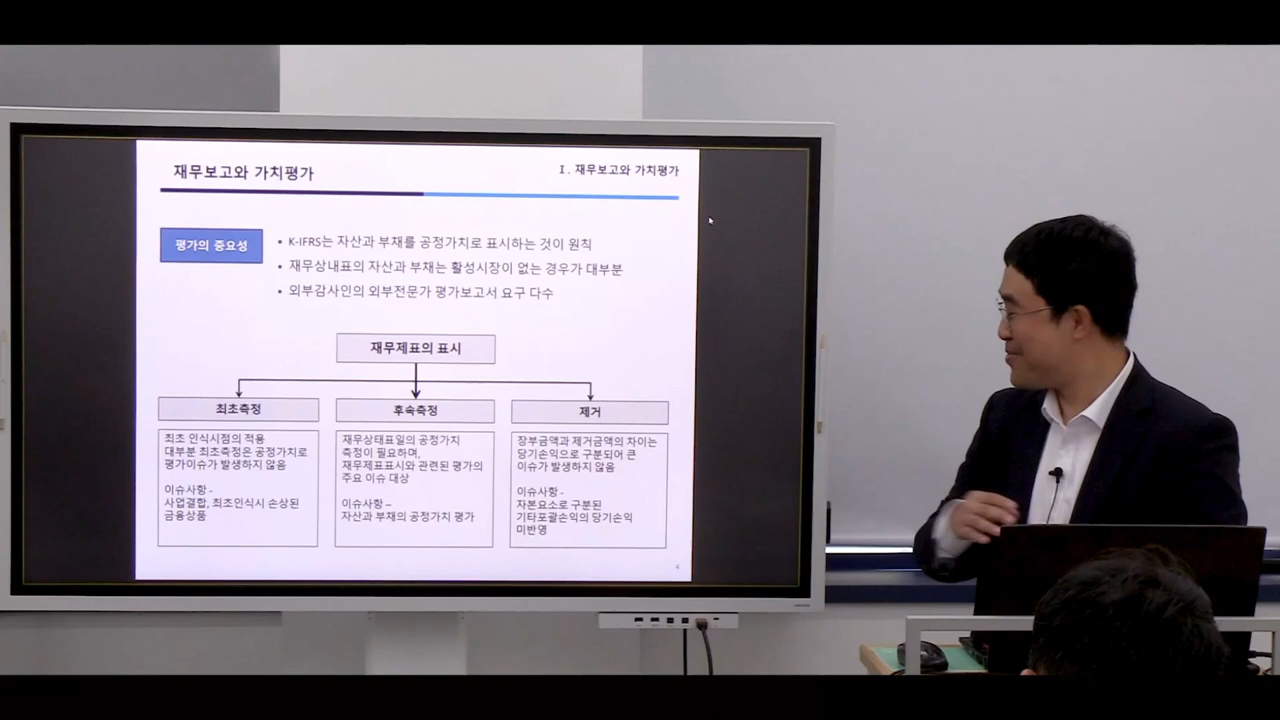 재무보고와 가치평가
I. 재무보고와 가치평가
평가의 중요성
• K-IFRS는 자산과 부채를 공정가치로 표시하는 것이 원칙
• 재무상내표의 자산과 부채는 활성시장이 없는 경우가 대부분
• 외부감사인의 외부전문가 평가보고서 요구 다수
재무제표의 표시
최초측정
최초 인식시점의 적용
대부분 최초측정은 공정가치로
평가이슈가 발생하지 않음
이슈사항 -
사업결합, 최초인식시 손상된
금융상품
후속측정
재무상태표일의 공정가치
측정이 필요하며,
재무제표표시와 관련된 평가의
주요 이슈 대상
이슈사항 –
자산과 부채의 공정가치 평가
제거
장부금액과 제거금액의 차이는
당기손익으로 구분되어 큰
이슈가 발생하지 않음
이슈사항 -
자본요소로 구분된
기타포괄손익의 당기손익
미반영
4